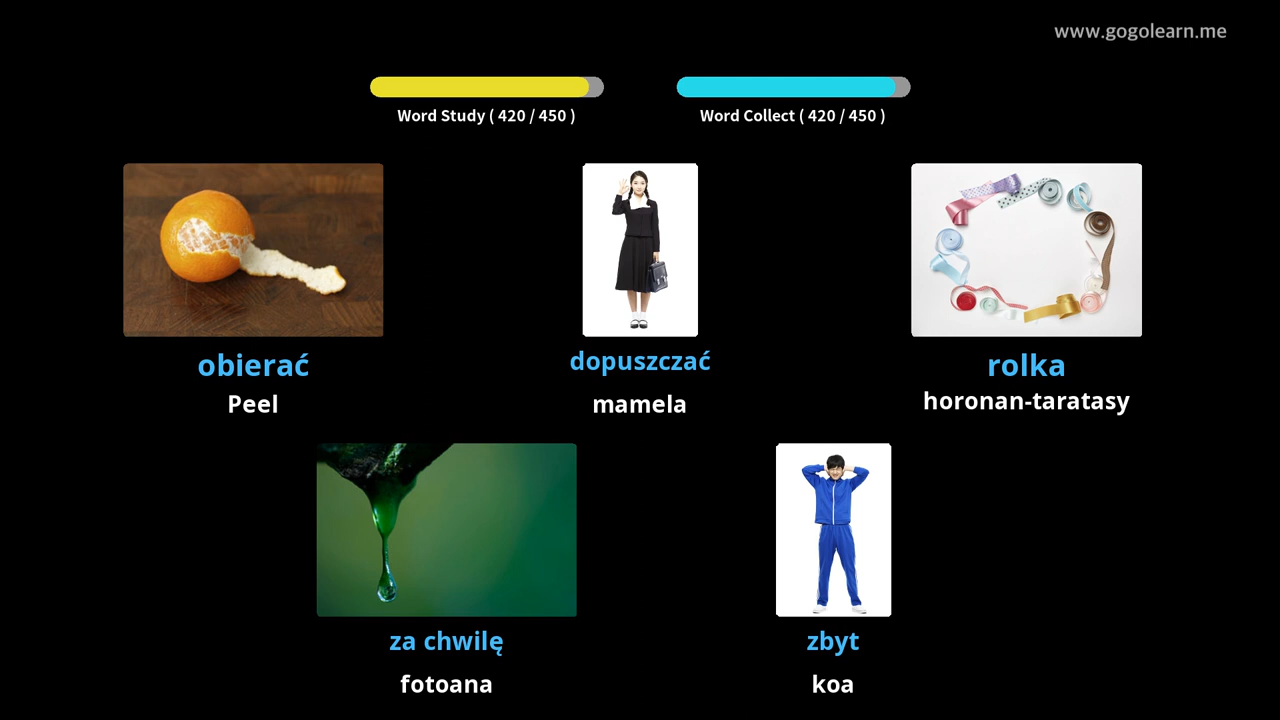 www.gogolearn.me
Word Study ( 420 / 450 )
Word Collect ( 420 / 450 )
obierać
Peel
dopuszczać
mamela
rolka
horonan-taratasy
za chwilę
fotoana
zbyt
koa